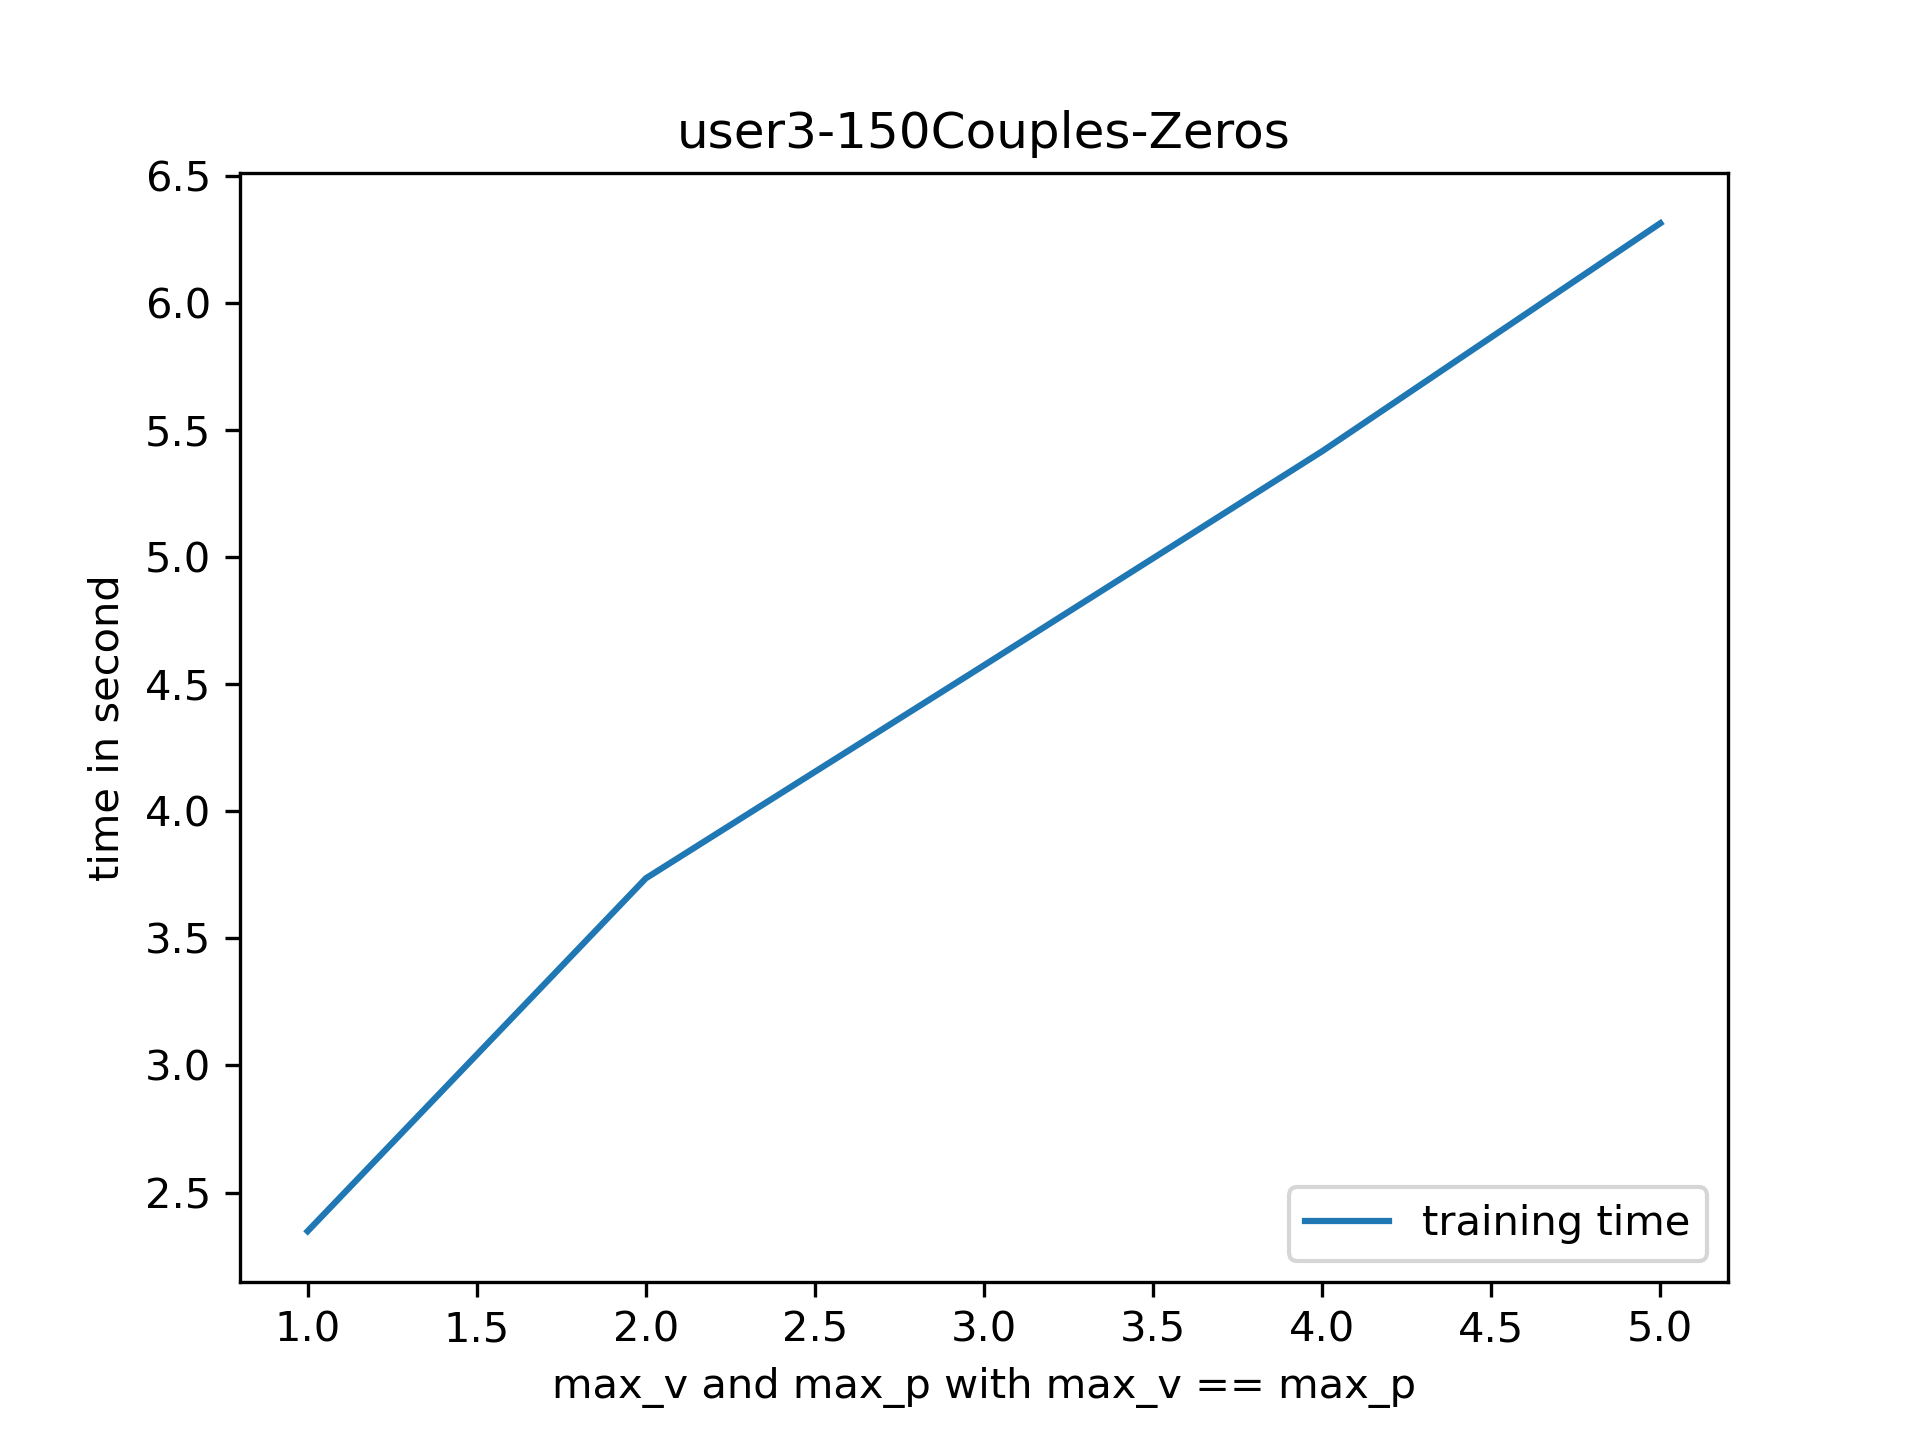 user3-150Couples-Zeros
6.5
6.0
5.5
5.0
4.5
4.0
3.5
3.0
2.5
time in second
training time
1.0 1.5 2.0 2.5 3.0 3.5 4.0 4.5 5.0
max_v and max_p with max_v == max_p